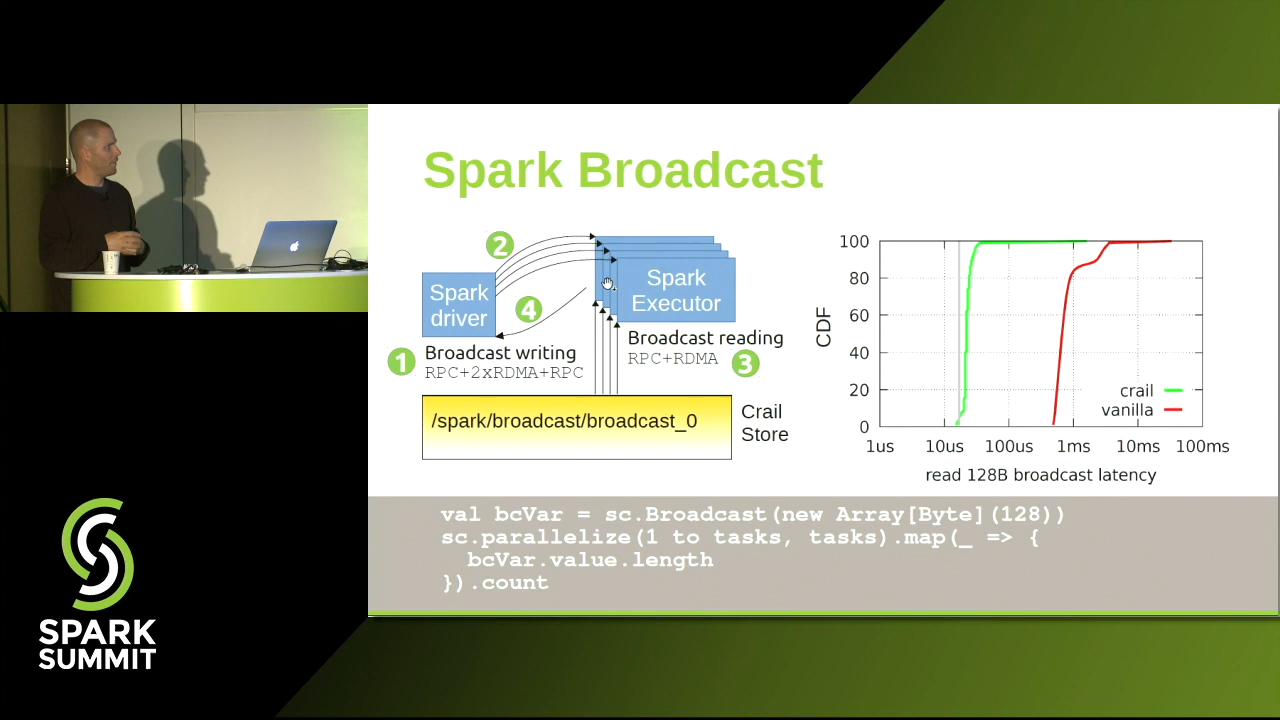 Spark Broadcast
2
Spark
driver
4
Spark
Executor
1
Broadcast writing
RPC+2xRDMA+RPC
Broadcast reading
RPC+RDMA
3
/spark/broadcast/broadcast_0
Crail
Store
CDF
100
80
60
40
20
0
crail
vanilla
1us
10us
100us
1ms
10ms
100ms
read 128B broadcast latency
val bcVar = sc.Broadcast(new Array[Byte](128))
sc.parallelize(1 to tasks, tasks).map(_ => {
bcVar.value.length
}).count
SPARK
SUMMIT